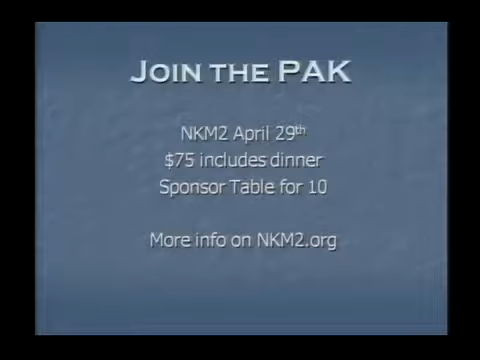 JOIN THE PAK
NKM2 April 29th
$75 includes dinner
Sponsor Table for 10
More info on NKM2.org